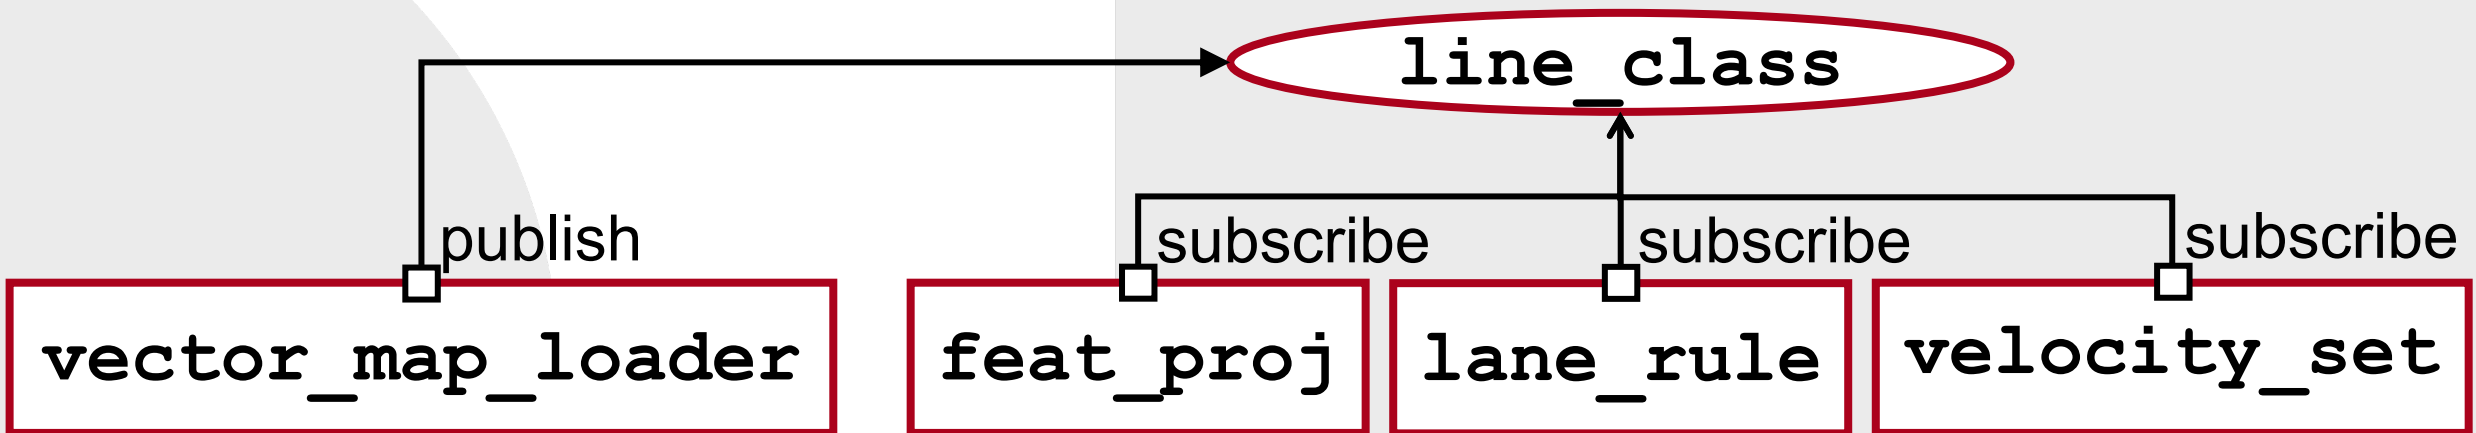 line_class
publish
subscribe
subscribe
subscribe
vector_map_loader
feat_proj
lane_rule
velocity_set